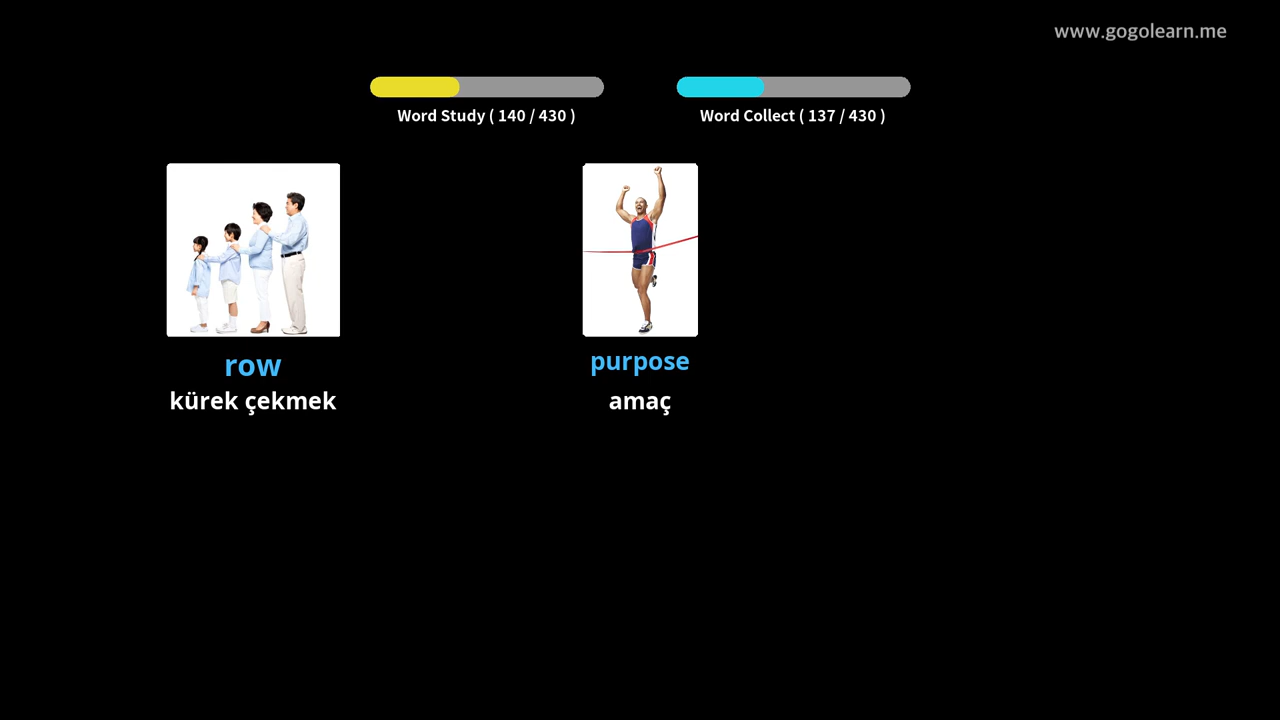 www.gogolearn.me
Word Study ( 140 / 430 )
Word Collect ( 137 / 430 )
row
kürek çekmek
purpose
amaç